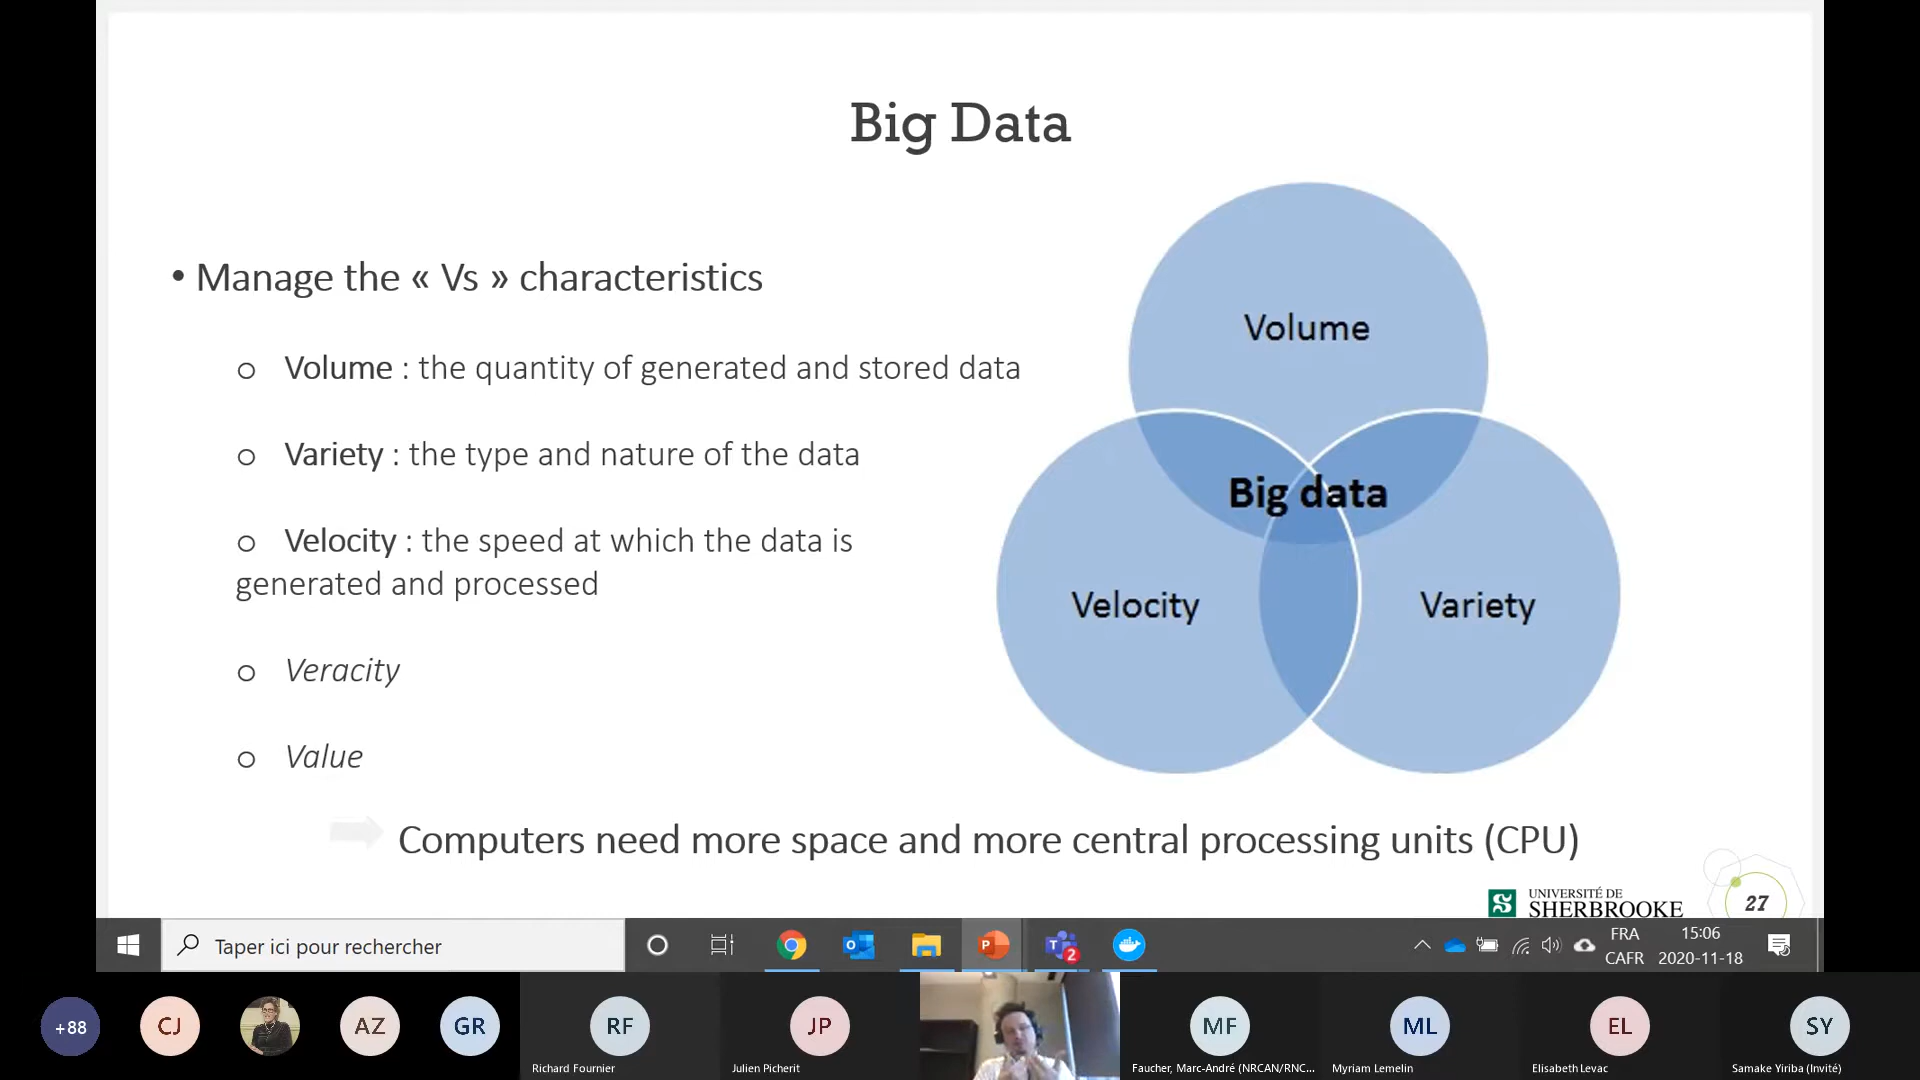 Big Data
• Manage the « Vs » characteristics
o Volume : the quantity of generated and stored data
o Variety : the type and nature of the data
o Velocity : the speed at which the data is
generated and processed
o Veracity
o Value
Volume
Big data
Velocity
Variety
Computers need more space and more central processing units (CPU)
UNIVERSITÉ DE
SHERBROOKE
27
Taper ici pour rechercher
2
FRA
CAFR
15:06
2020-11-18
+88
CJ
AZ
GR
RF
JP
MF
ML
EL
SY
Richard Fournier
Julien Picherit
Faucher, Marc-André (NRCAN/RNC...
Myriam Lemelin
Elisabeth Levac
Samake Yiriba (Invité)